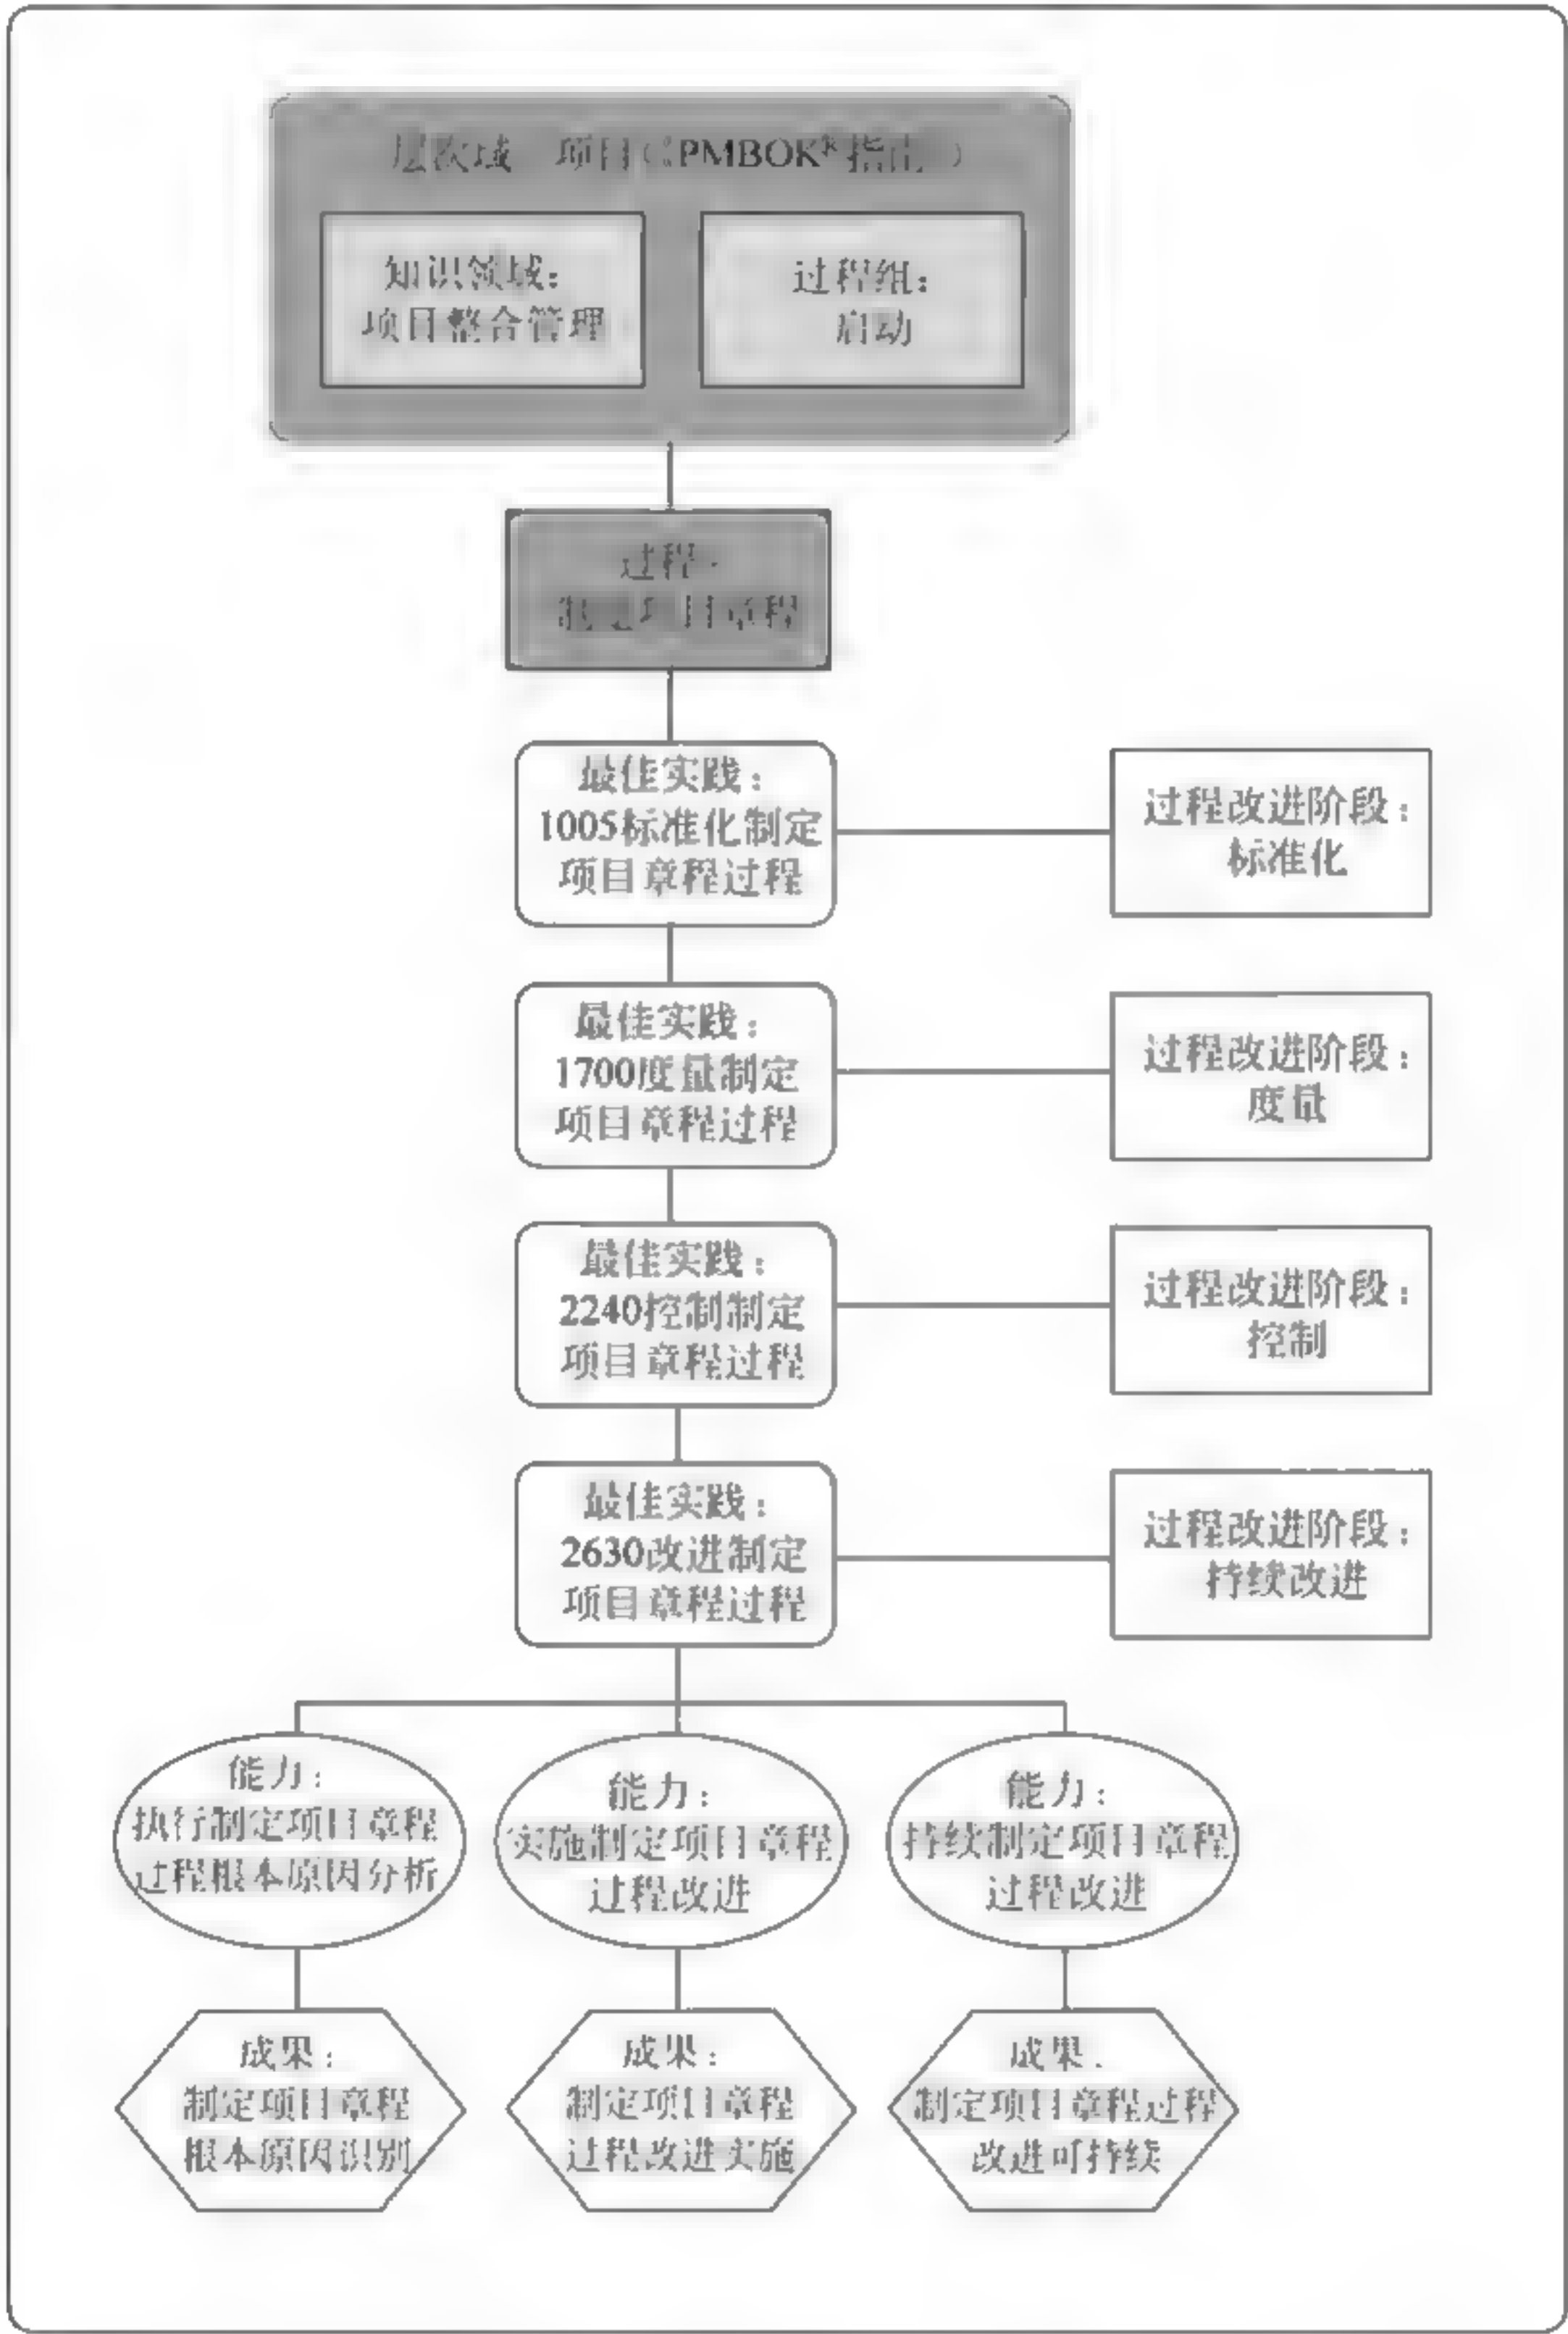 层次域 项目（《PMBOK®指南》）
知识领域：
项目整合管理
过程组：
启动
过程：
制定项目章程
最佳实践：
1005标准化制定
项目章程过程
过程改进阶段：
标准化
最佳实践：
1700度量制定
项目章程过程
过程改进阶段：
度量
最佳实践：
2240控制制定
项目章程过程
过程改进阶段：
控制
最佳实践：
2630改进制定
项目章程过程
过程改进阶段：
持续改进
能力：
执行制定项目章程
过程根本原因分析
能力：
实施制定项目章程
过程改进
能力：
持续制定项目章程
过程改进
成果：
制定项目章程
根本原因识别
成果：
制定项目章程
过程改进实施
成果：
制定项目章程过程
改进可持续